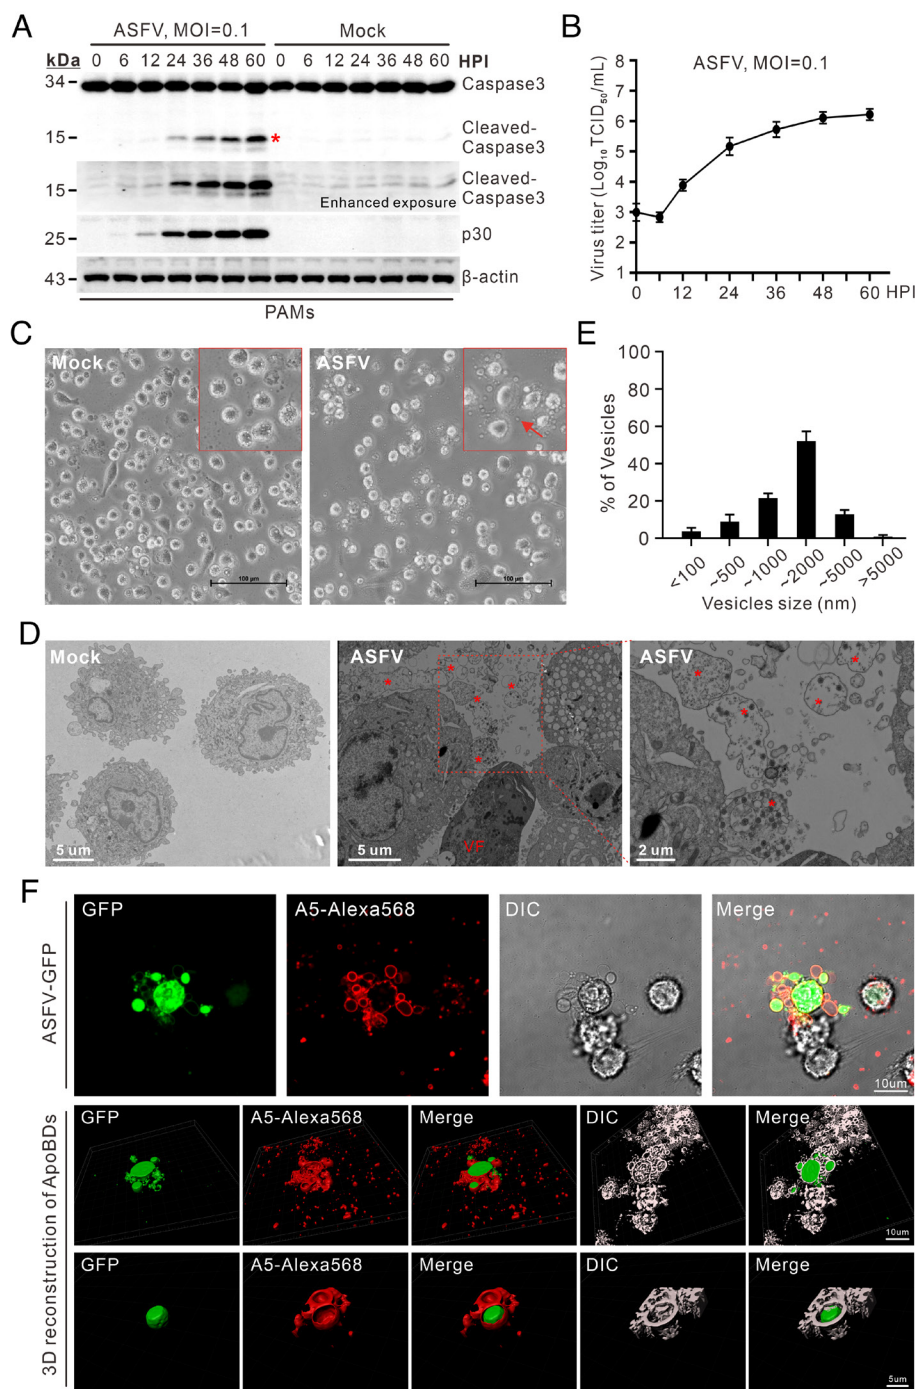 A
ASFV, MOI=0.1 Mock
kDa 0 6 12 24 36 48 60 0 6 12 24 36 48 60 HPI
34 Caspase3
15 * Cleaved-
Caspase3
15 Cleaved-
Caspase3
Enhanced exposure
25 p30
43 β-actin
PAMs
B
ASFV, MOI=0.1
Virus titer (Log10 TCID50/mL)
8
7
6
5
4
3
2
1
0 12 24 36 48 60 HPI
C
Mock
100 μm
ASFV
100 μm
E
% of Vesicles
100
80
60
40
20
0
<100 ~500 ~1000 ~2000 ~5000 >5000
Vesicles size (nm)
D
Mock
5 um
ASFV
* * * * *
VF
5 um
ASFV
* * * * *
2 um
F
ASFV-GFP
GFP A5-Alexa568 DIC Merge
10um
3D reconstruction of ApoBDs
GFP A5-Alexa568 Merge DIC Merge
10um
GFP A5-Alexa568 Merge DIC Merge
5um